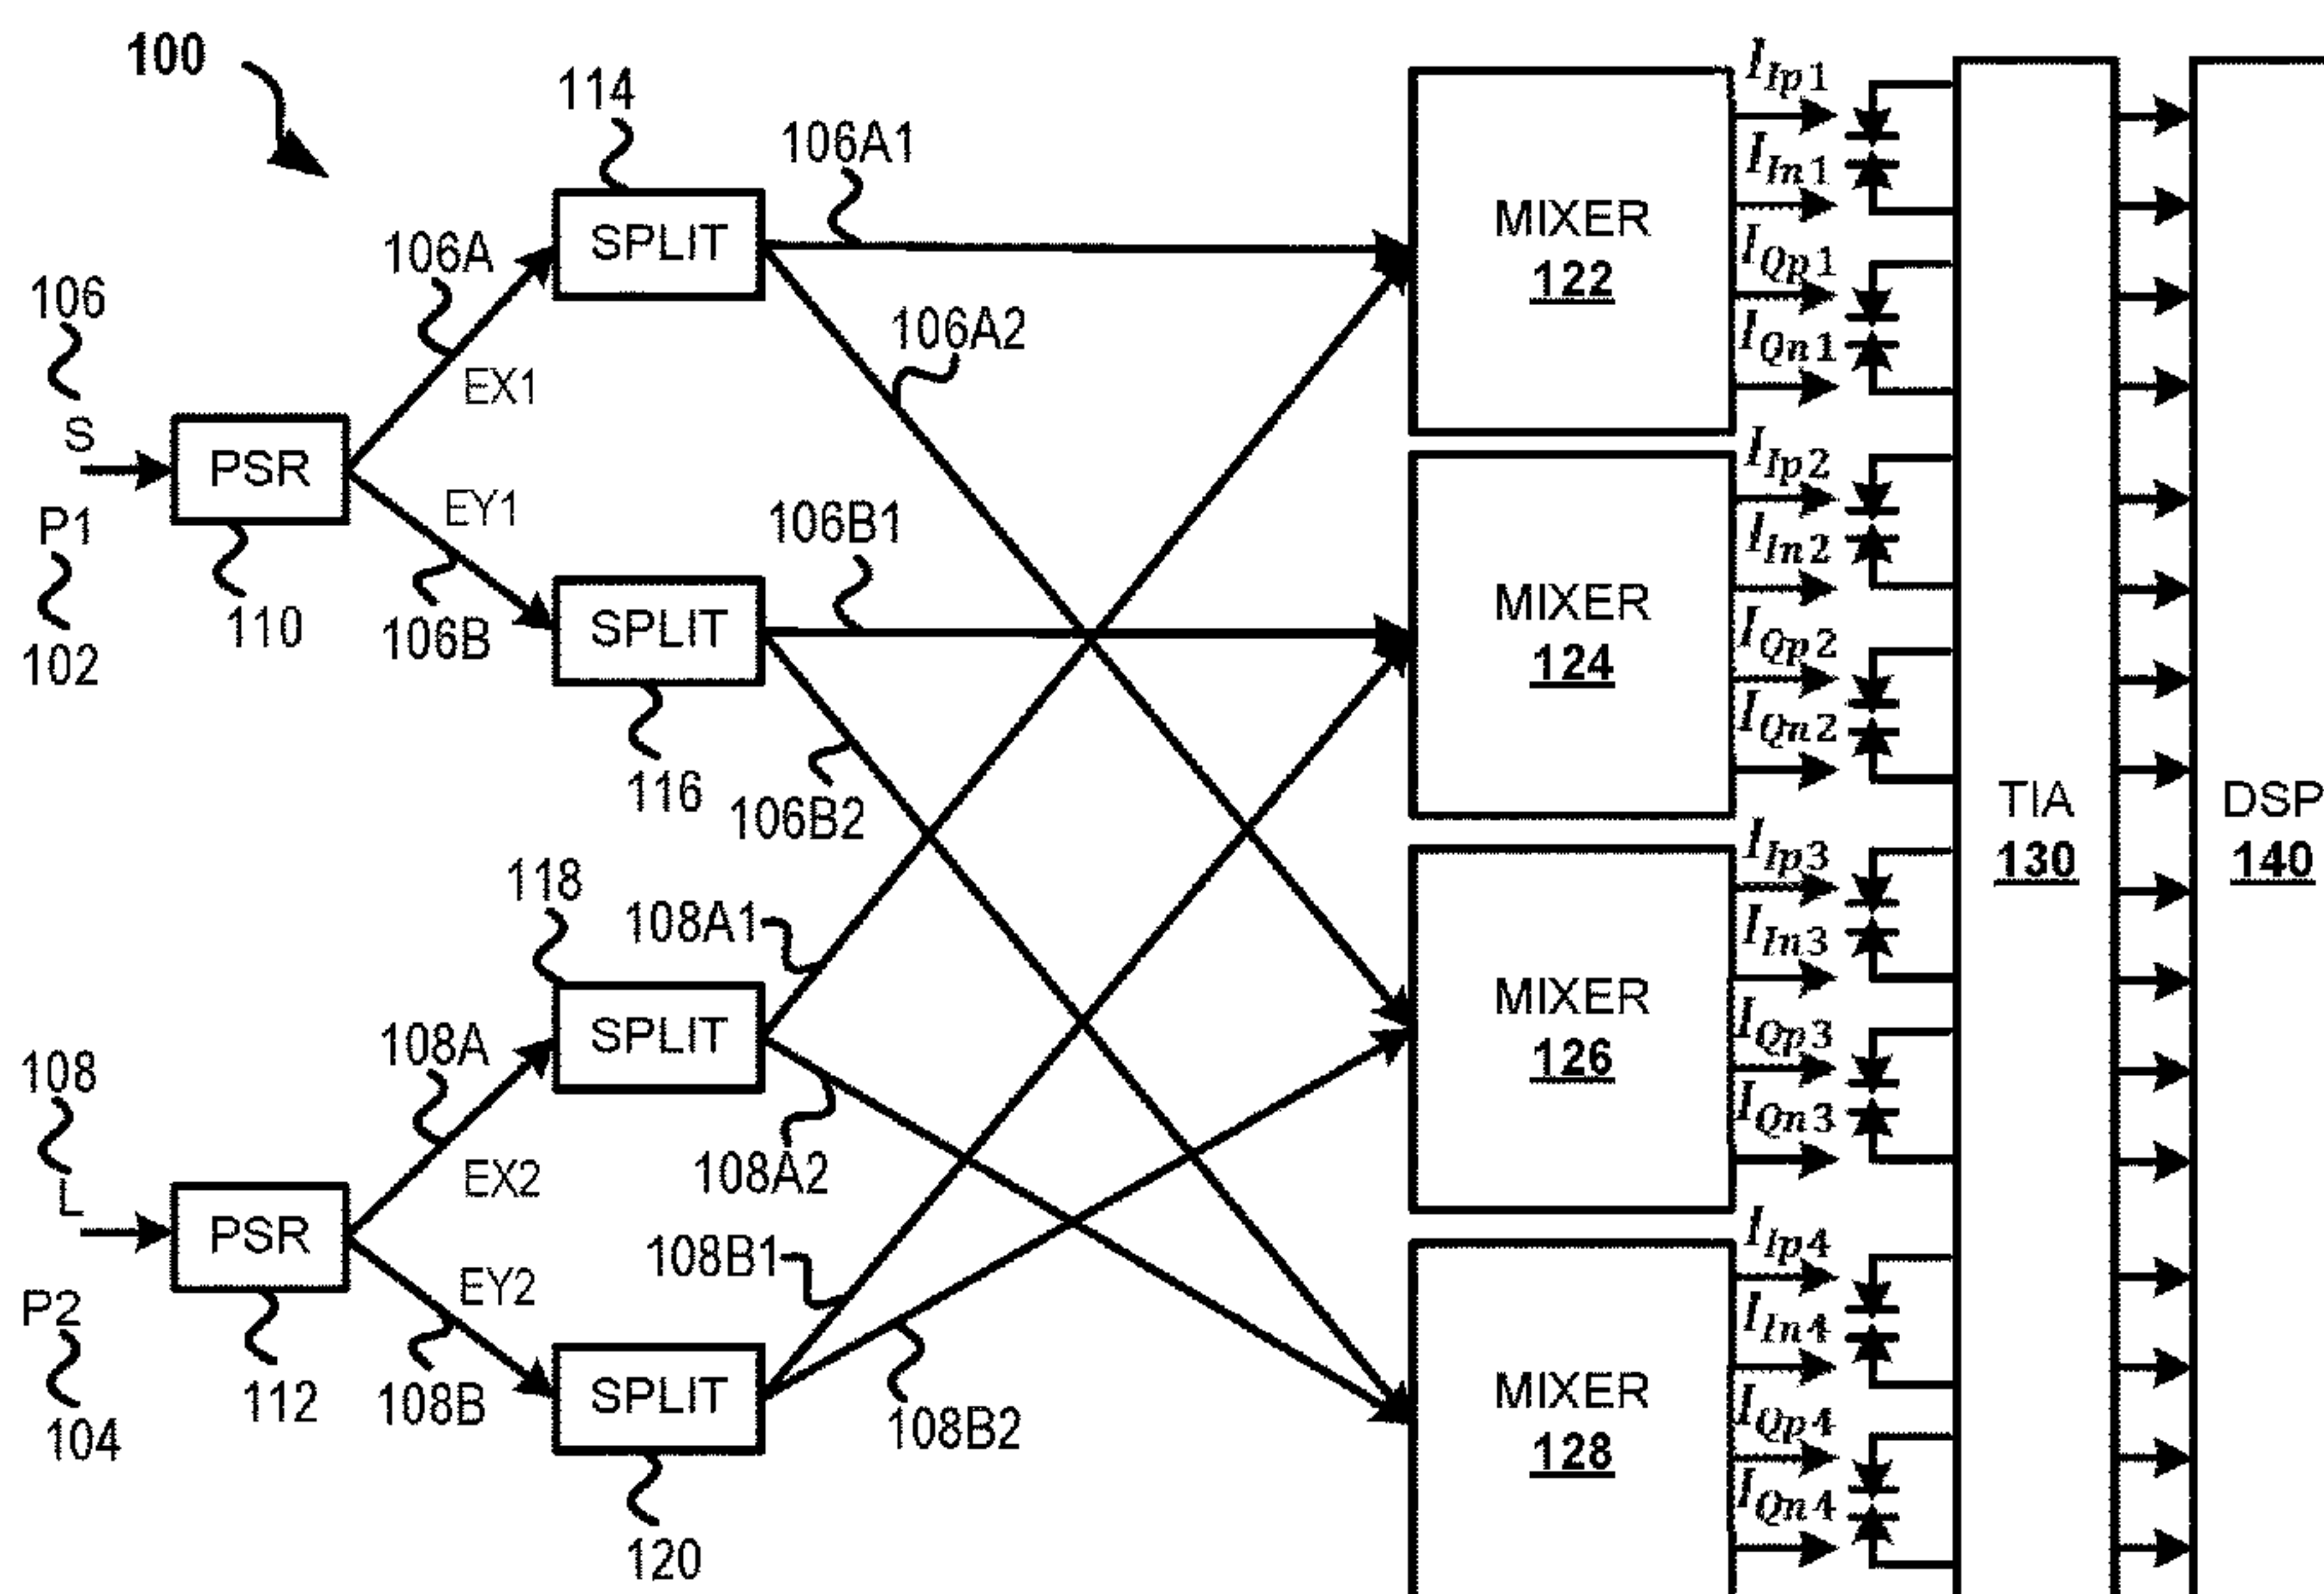 100
114
106A1
SPLIT
106A
106
S
PSR
P1
102
110
EX1
EY1
106B
106A2
106B1
SPLIT
116
106B2
118
108A1
SPLIT
108A
108
L
PSR
P2
104
112
EX2
EY2
108B
108A2
108B1
SPLIT
108B2
120
MIXER
122
I_Ip1
I_In1
I_Qp1
I_Qn1
MIXER
124
I_Ip2
I_In2
I_Qp2
I_Qn2
MIXER
126
I_Ip3
I_In3
I_Qp3
I_Qn3
MIXER
128
I_Ip4
I_In4
I_Qp4
I_Qn4
TIA
130
DSP
140